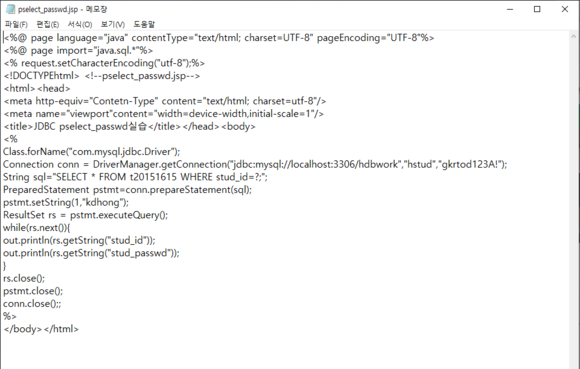 pselect_passwd.jsp - 메모장
파일(F) 편집(E) 서식(O) 보기(V) 도움말
<%@ page language="java" contentType="text/html; charset=UTF-8" pageEncoding="UTF-8"%>
<%@ page import="java.sql.*"%>
<% request.setCharacterEncoding("utf-8");%>
<!DOCTYPEhtml> <!--pselect_passwd.jsp-->
<html><head>
<meta http-equiv="Contetn-Type" content="text/html; charset=utf-8"/>
<meta name="viewport"content="width=device-width,initial-scale=1"/>
<title>JDBC pselect_passwd실습</title></head><body>
<%
Class.forName("com.mysql.jdbc.Driver");
Connection conn = DriverManager.getConnection("jdbc:mysql://localhost:3306/hdbwork","hstud","gkrtod123A!");
String sql="SELECT * FROM t20151615 WHERE stud_id=?;";
PreparedStatement pstmt=conn.prepareStatement(sql);
pstmt.setString(1,"kdhong");
ResultSet rs = pstmt.executeQuery();
while(rs.next()){
out.println(rs.getString("stud_id"));
out.println(rs.getString("stud_passwd"));
}
rs.close();
pstmt.close();
conn.close();;
%>
</body></html>